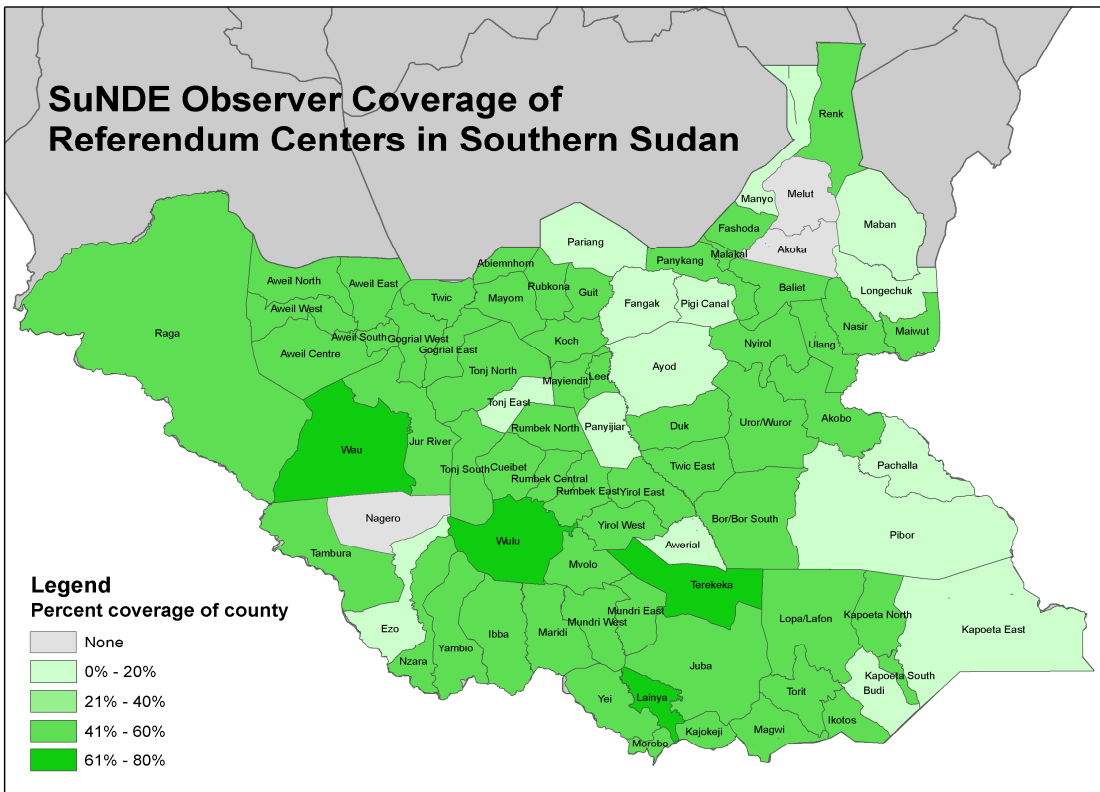 SuNDE Observer Coverage of
Referendum Centers in Southern Sudan
Renk
Melut
Manyo
Maban
Fashoda
Akoka
Pariang
Malakal
Panykang
Abiemnhom
Aweil North
Aweil East
Rubkona
Baliet
Longechuk
Twic
Mayom
Guit
Fangak
Pigi Canal
Aweil West
Raga
Aweil South
Gogrial West
Koch
Nasir
Maiwut
Nyirol
Ulang
Aweil Centre
Gogrial East
Tonj North
Ayod
Mayiendit
Leer
Tonj East
Rumbek North
Panyijiar
Duk
Uror/Wuror
Akobo
Wau
Jur River
Tonj South
Cueibet
Rumbek Central
Rumbek East
Yirol East
Twic East
Pachalla
Nagero
Yirol West
Bor/Bor South
Pibor
Wulu
Awerial
Tambura
Mvolo
Terekeka
Ezo
Ibba
Maridi
Mundri West
Mundri East
Lopa/Lafon
Kapoeta North
Kapoeta East
Nzara
Yambio
Juba
Kapoeta South
Budi
Yei
Lainya
Torit
Ikotos
Morobo
Kajokeji
Magwi
Legend
Percent coverage of county
None
0% - 20%
21% - 40%
41% - 60%
61% - 80%